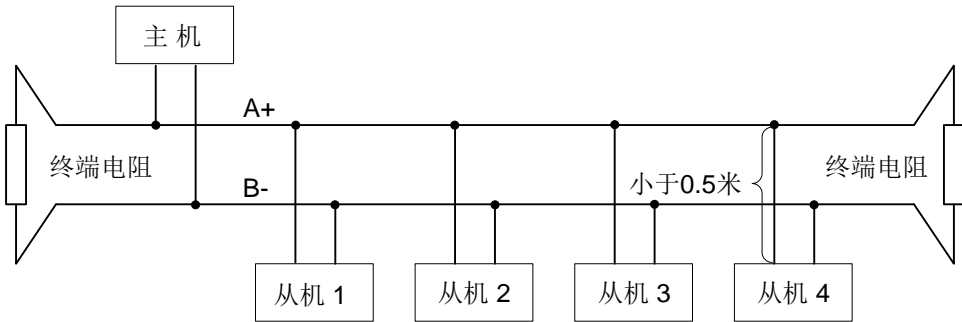 主 机
A+
终端电阻
终端电阻
小于0.5米
B-
从机 1
从机 2
从机 3
从机 4